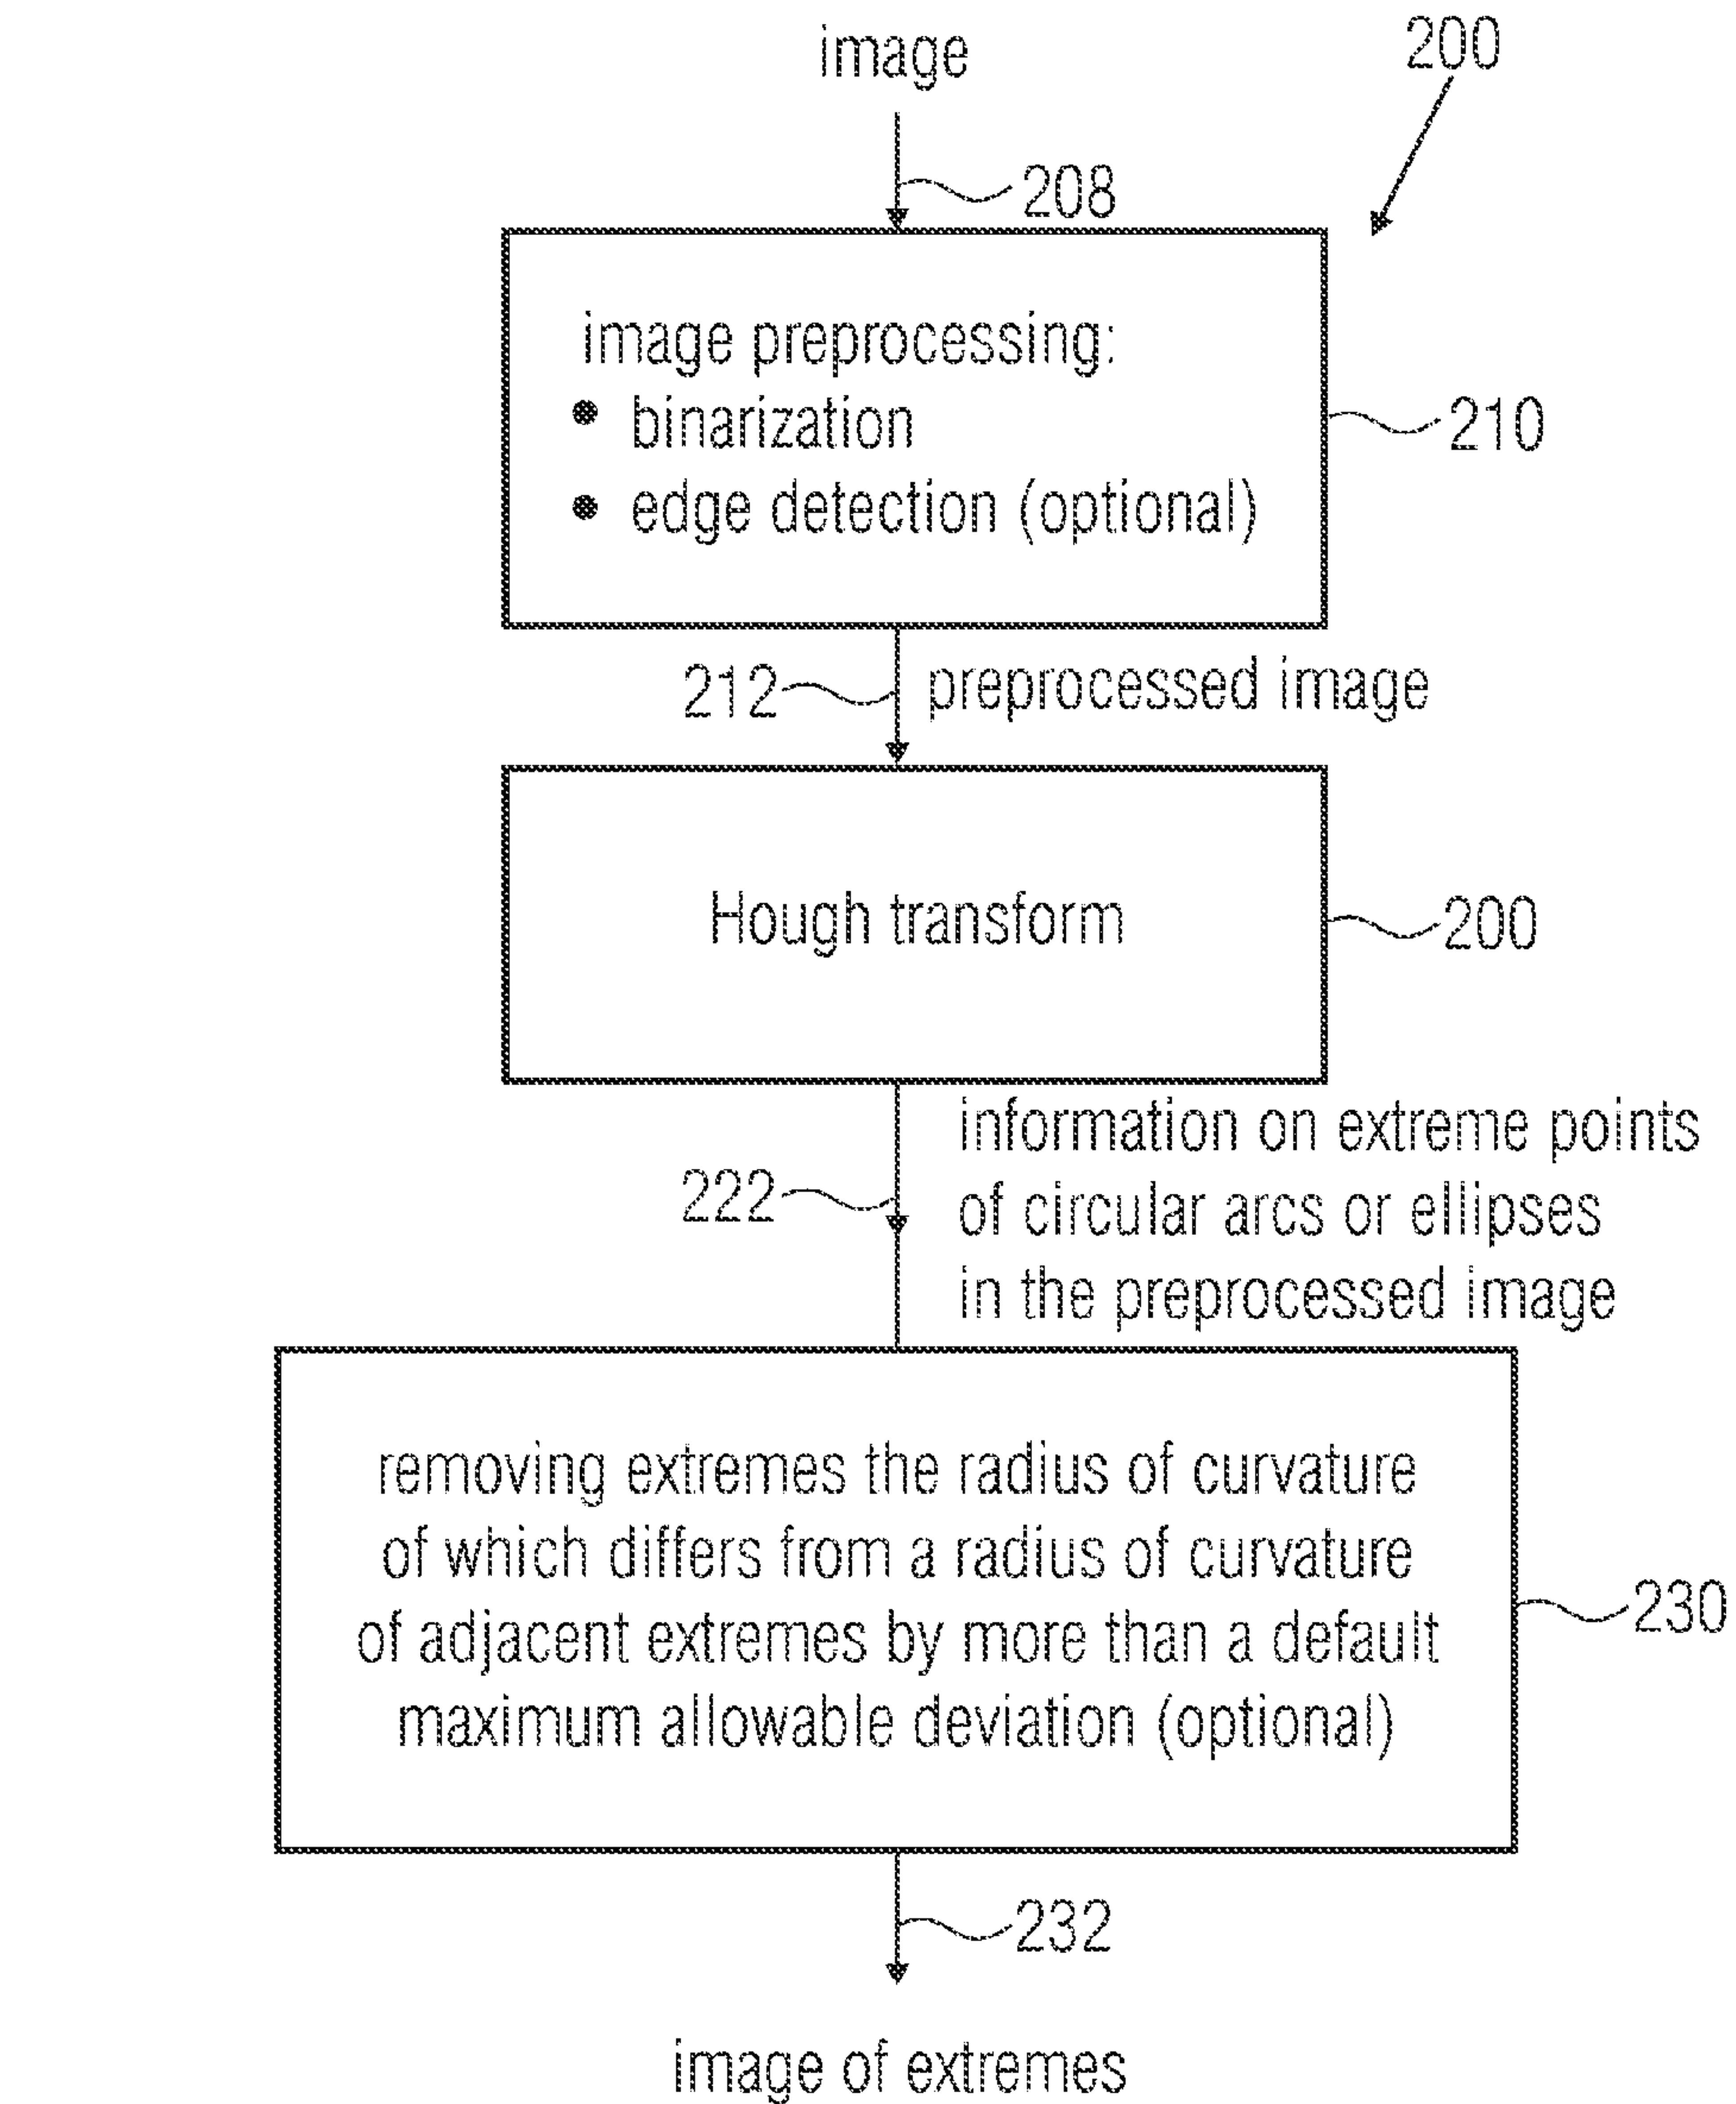 image
200
208
image preprocessing:
• binarization
• edge detection (optional)
210
212
preprocessed image
Hough transform
200
222
information on extreme points
of circular arcs or ellipses
in the preprocessed image
removing extremes the radius of curvature
of which differs from a radius of curvature
of adjacent extremes by more than a default
maximum allowable deviation (optional)
230
232
image of extremes